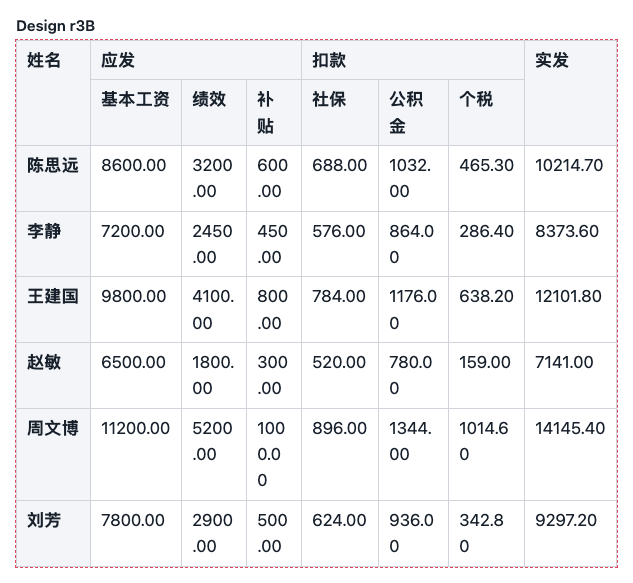 Design r3B
姓名 应发 扣款 实发
基本工资 绩效 补贴 社保 公积金 个税
陈思远 8600.00 3200.00 600.00 688.00 1032.00 465.30 10214.70
李静 7200.00 2450.00 450.00 576.00 864.00 286.40 8373.60
王建国 9800.00 4100.00 800.00 784.00 1176.00 638.20 12101.80
赵敏 6500.00 1800.00 300.00 520.00 780.00 159.00 7141.00
周文博 11200.00 5200.00 1000.00 896.00 1344.00 1014.60 14145.40
刘芳 7800.00 2900.00 500.00 624.00 936.00 342.80 9297.20